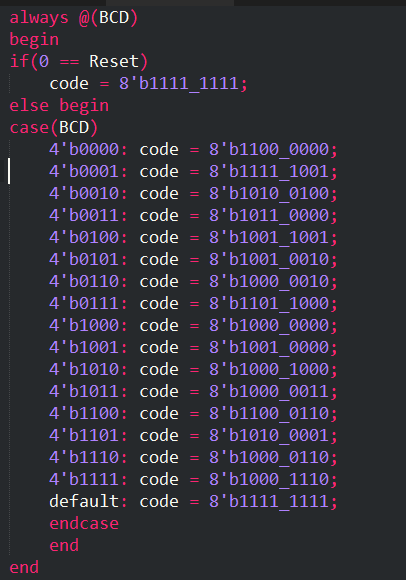 always @(BCD)
begin
if(0 == Reset)
    code = 8'b1111_1111;
else begin
case(BCD)
    4'b0000: code = 8'b1100_0000;
    4'b0001: code = 8'b1111_1001;
    4'b0010: code = 8'b1010_0100;
    4'b0011: code = 8'b1011_0000;
    4'b0100: code = 8'b1001_1001;
    4'b0101: code = 8'b1001_0010;
    4'b0110: code = 8'b1000_0010;
    4'b0111: code = 8'b1101_1000;
    4'b1000: code = 8'b1000_0000;
    4'b1001: code = 8'b1001_0000;
    4'b1010: code = 8'b1000_1000;
    4'b1011: code = 8'b1000_0011;
    4'b1100: code = 8'b1100_0110;
    4'b1101: code = 8'b1010_0001;
    4'b1110: code = 8'b1000_0110;
    4'b1111: code = 8'b1000_1110;
    default: code = 8'b1111_1111;
    endcase
    end
end